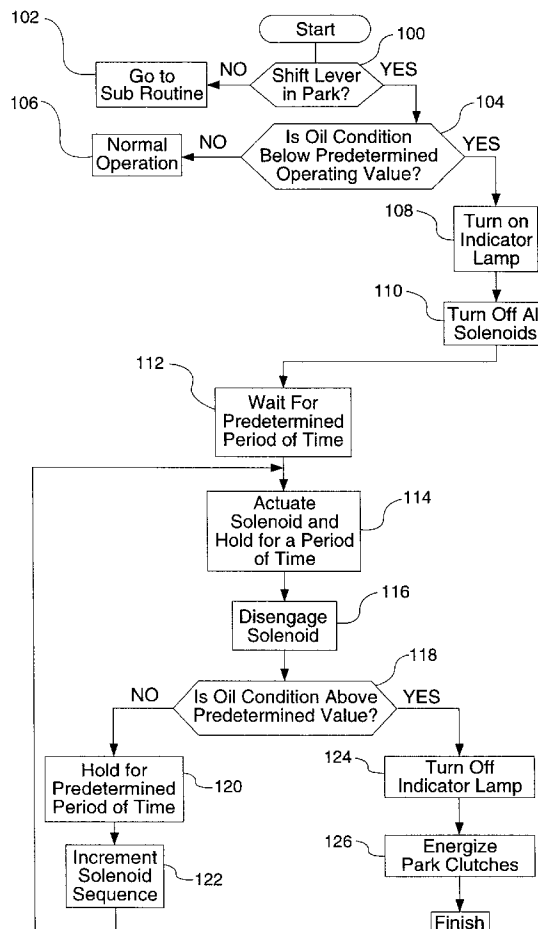 Start
102
100
Go to
Sub Routine
NO
Shift Lever
in Park?
YES
104
106
Normal
Operation
NO
Is Oil Condition
Below Predetermined
Operating Value?
YES
108
Turn on
Indicator
Lamp
110
Turn Off Al
Solenoids
112
Wait For
Predetermined
Period of Time
Actuate
Solenoid and
Hold for a Period
of Time
114
Disengage
Solenoid
116
118
NO
Is Oil Condition Above
Predetermined Value?
YES
Hold for
Predetermined
Period of Time
120
124
Turn Off
Indicator Lamp
Increment
Solenoid
Sequence
122
126
Energize
Park Clutches
Finish